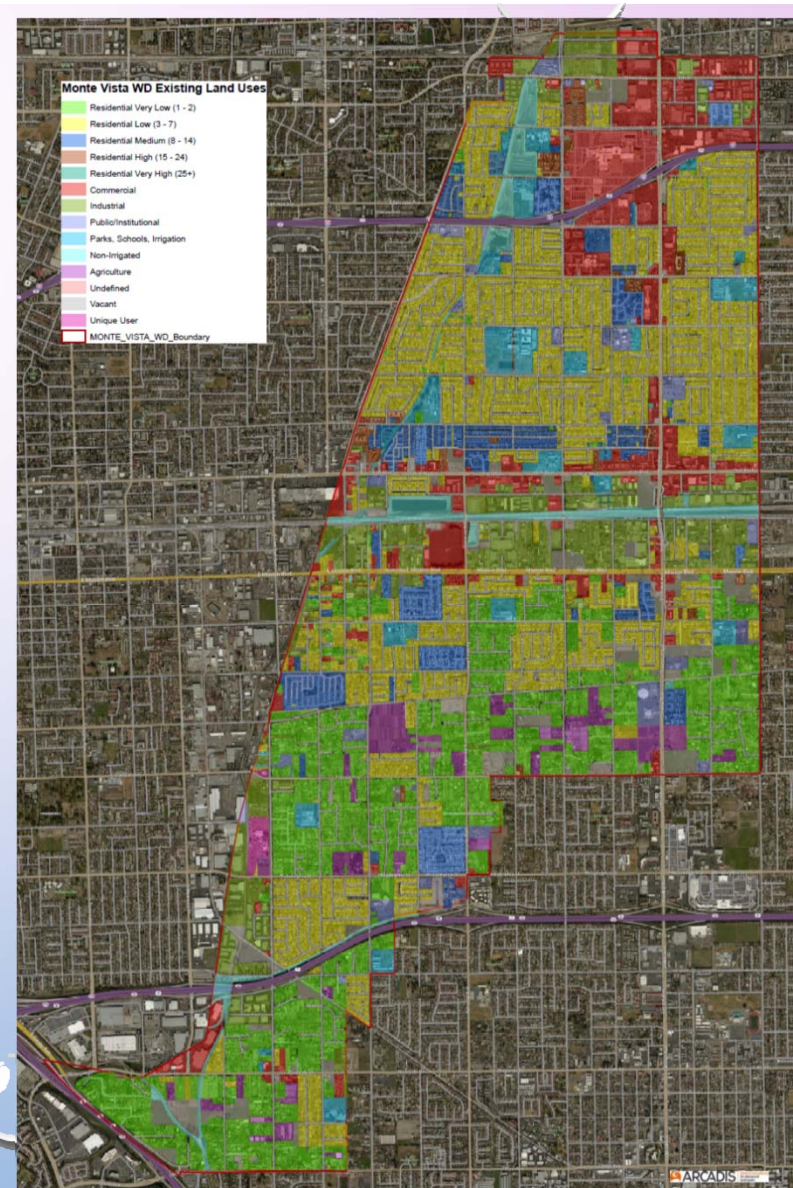 Monte Vista WD Existing Land Uses
Residential Very Low (1 - 2)
Residential Low (3 - 7)
Residential Medium (8 - 14)
Residential High (15 - 24)
Residential Very High (25+)
Commercial
Industrial
Public/Institutional
Parks, Schools, Irrigation
Non-Irrigated
Agriculture
Undefined
Vacant
Unique User
MONTE_VISTA_WD_Boundary
ARCADIS